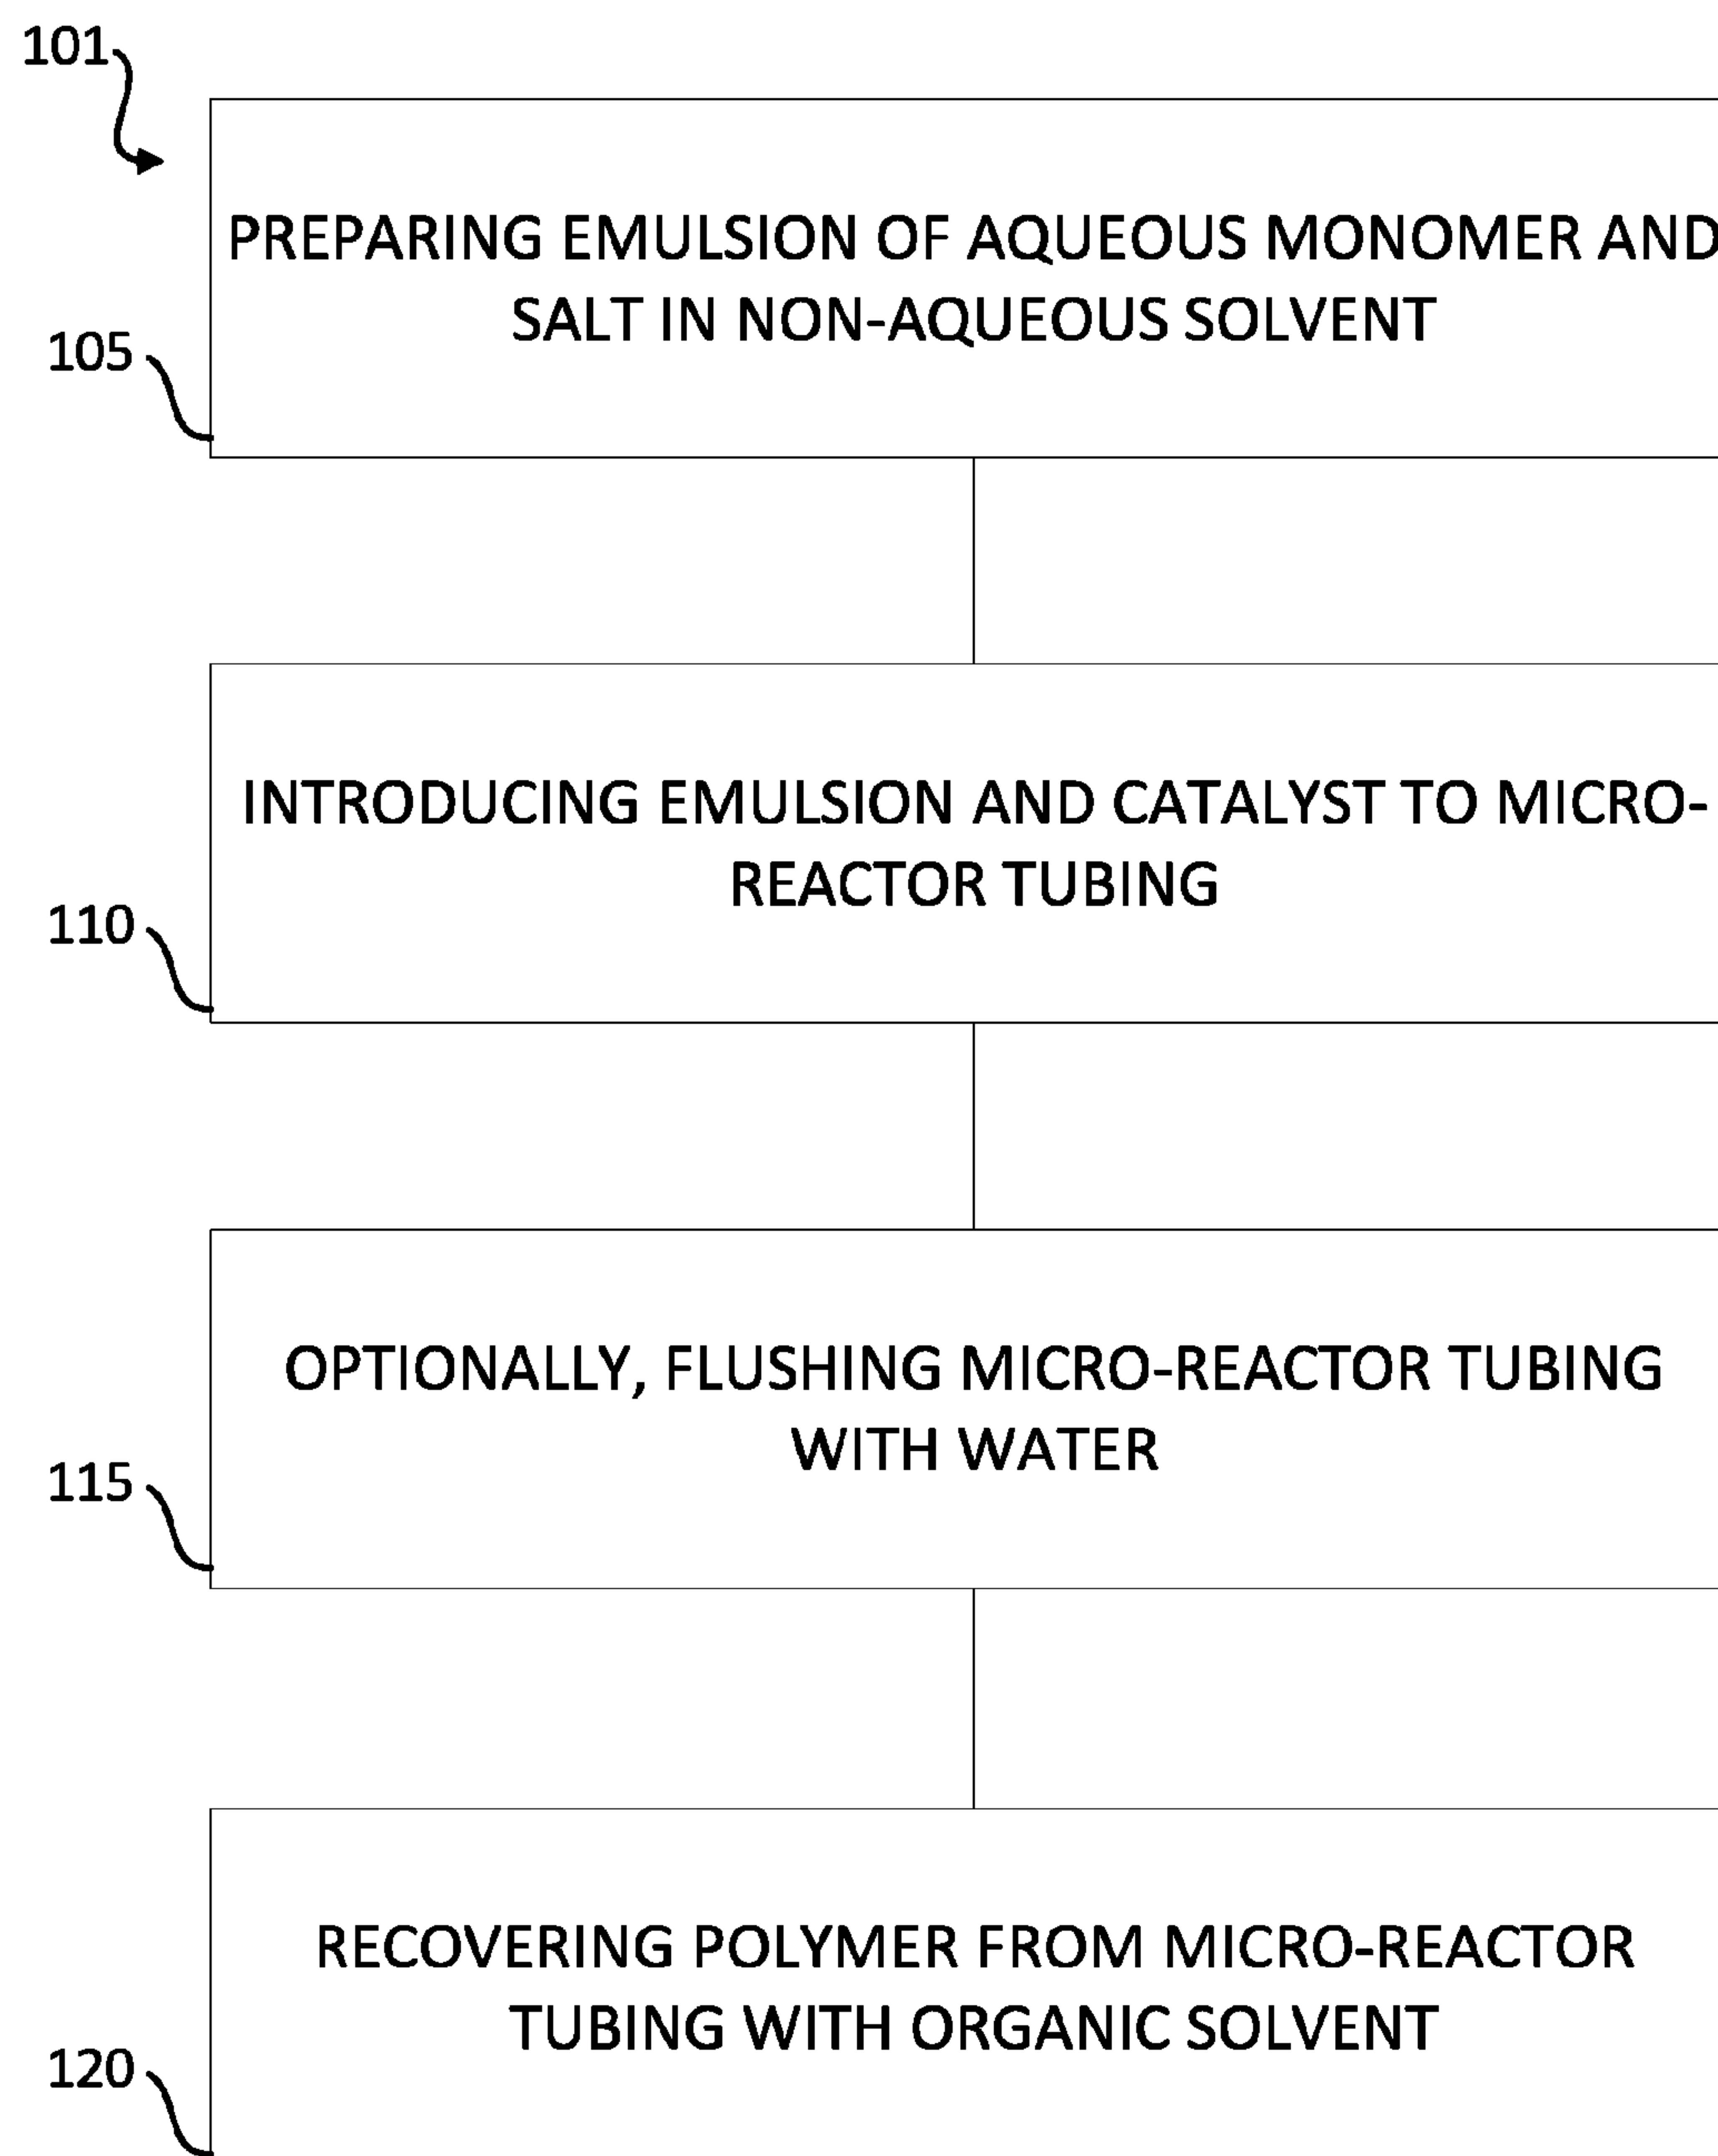 101
PREPARING EMULSION OF AQUEOUS MONOMER AND
SALT IN NON-AQUEOUS SOLVENT
105
INTRODUCING EMULSION AND CATALYST TO MICRO-
REACTOR TUBING
110
OPTIONALLY, FLUSHING MICRO-REACTOR TUBING
WITH WATER
115
RECOVERING POLYMER FROM MICRO-REACTOR
TUBING WITH ORGANIC SOLVENT
120